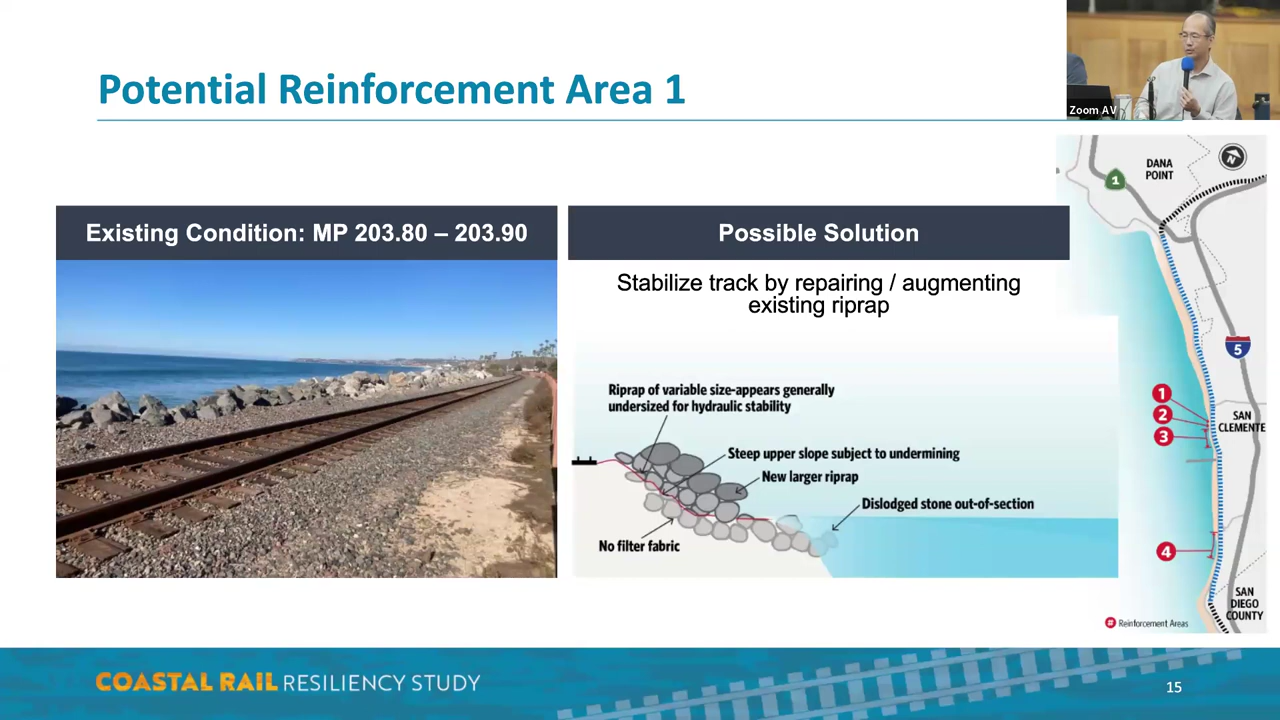 Potential Reinforcement Area 1
Zoom AV
Existing Condition: MP 203.80 – 203.90
Possible Solution
Stabilize track by repairing / augmenting
existing riprap
Riprap of variable size-appears generally
undersized for hydraulic stability
Steep upper slope subject to undermining
New larger riprap
Dislodged stone out-of-section
No filter fabric
N
DANA
POINT
1
5
1
2
3
SAN
CLEMENTE
4
SAN
DIEGO
COUNTY
# Reinforcement Areas
COASTAL RAIL RESILIENCY STUDY
15